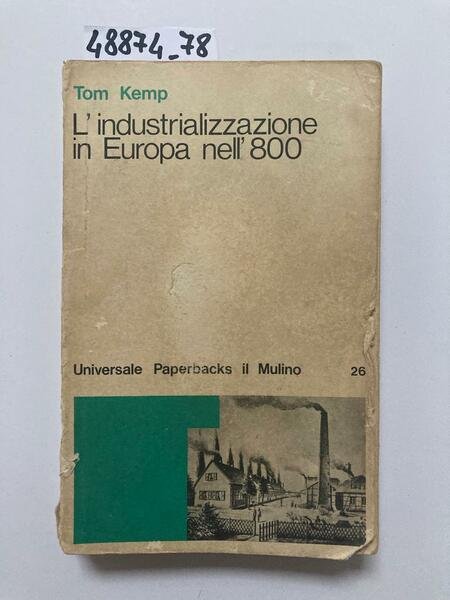 48874_78
Tom Kemp
L'industrializzazione
in Europa nell'800
Universale Paperbacks il Mulino 26